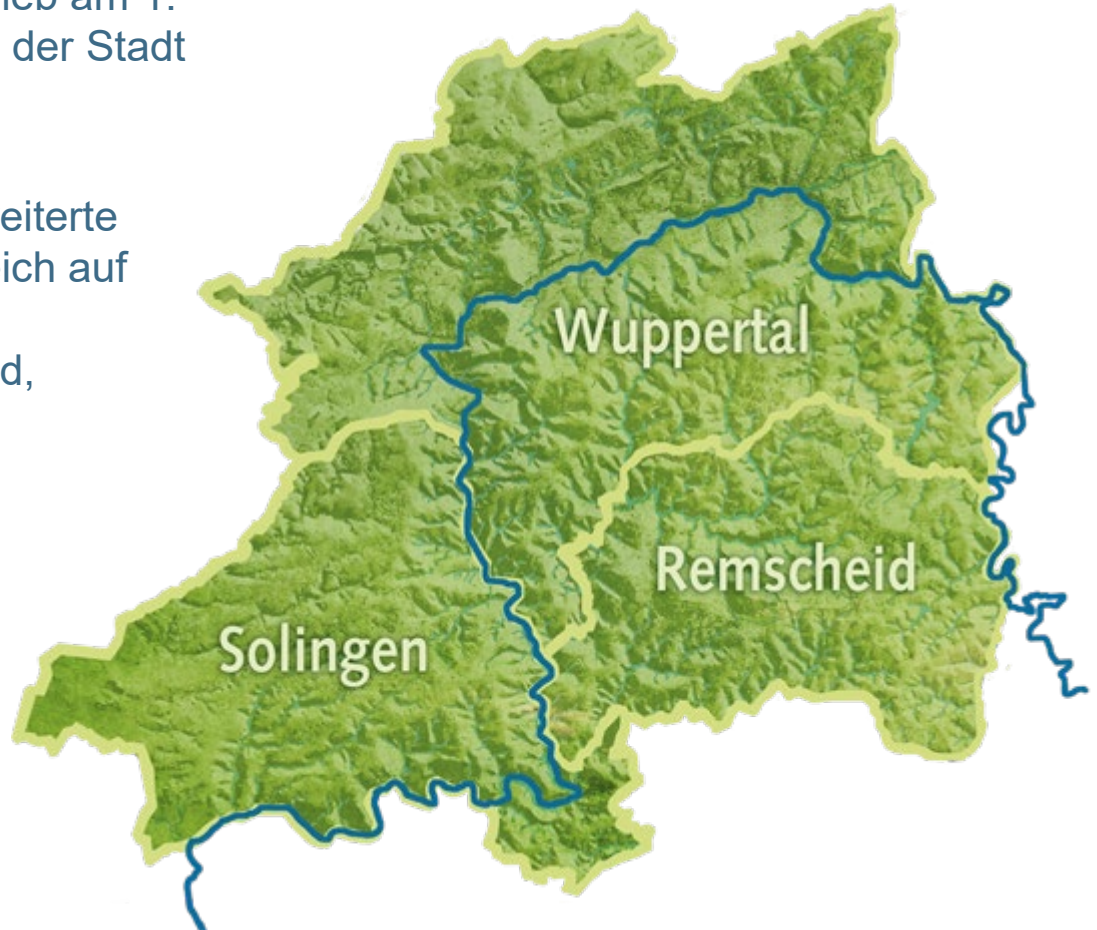 der Stadt
eiterte
ich auf
d,
Wuppertal
Remscheid
Solingen